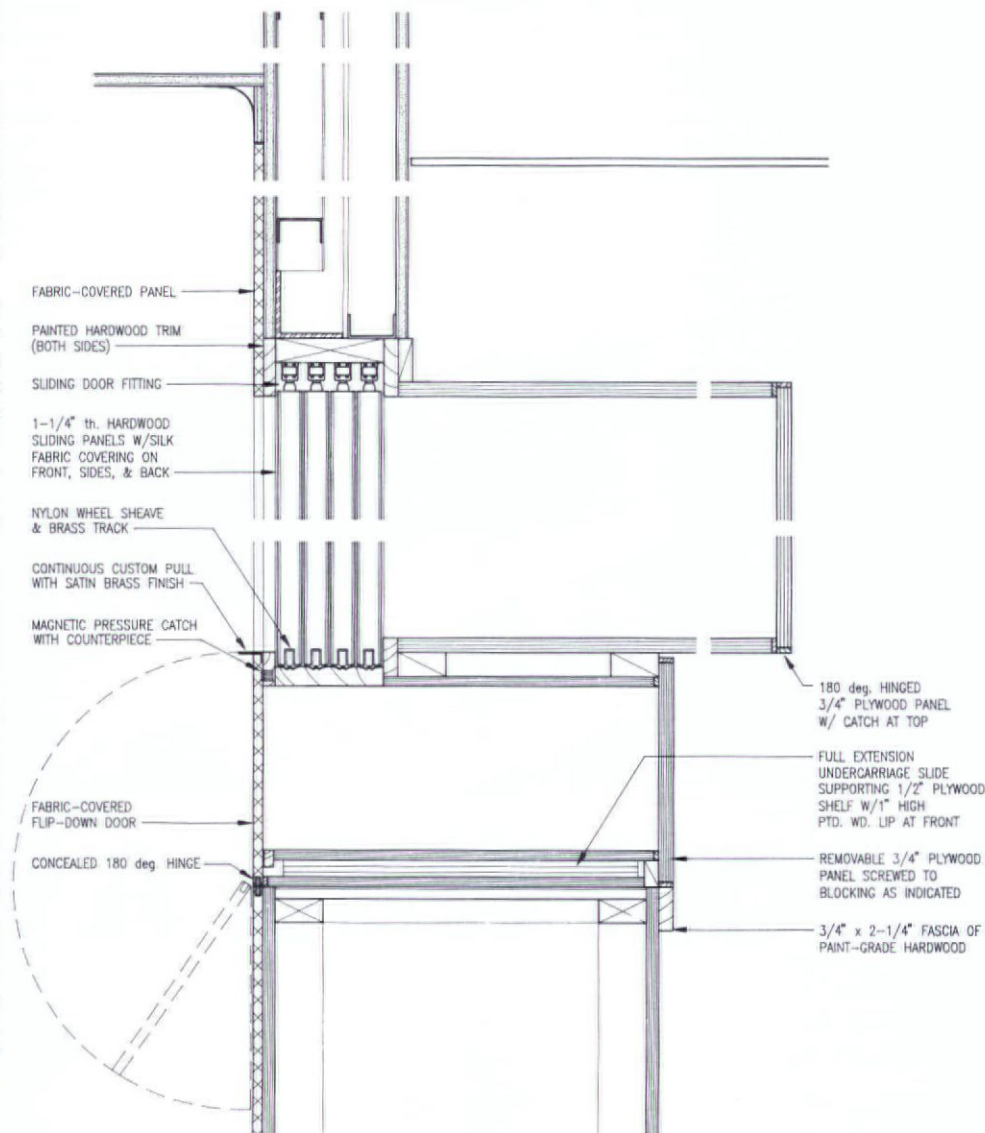 FABRIC-COVERED PANEL
PAINTED HARDWOOD TRIM
(BOTH SIDES)
SLIDING DOOR FITTING
1-1/4" th. HARDWOOD
SLIDING PANELS W/SILK
FABRIC COVERING ON
FRONT, SIDES, & BACK
NYLON WHEEL SHEAVE
& BRASS TRACK
CONTINUOUS CUSTOM PULL
WITH SATIN BRASS FINISH
MAGNETIC PRESSURE CATCH
WITH COUNTERPIECE
FABRIC-COVERED
FLIP-DOWN DOOR
CONCEALED 180 deg. HINGE
180 deg. HINGED
3/4" PLYWOOD PANEL
W/ CATCH AT TOP
FULL EXTENSION
UNDERCARRIAGE SLIDE
SUPPORTING 1/2" PLYWOOD
SHELF W/1" HIGH
PTD. WD. LIP AT FRONT
REMOVABLE 3/4" PLYWOOD
PANEL SCREWED TO
BLOCKING AS INDICATED
3/4" x 2-1/4" FASCIA OF
PAINT-GRADE HARDWOOD